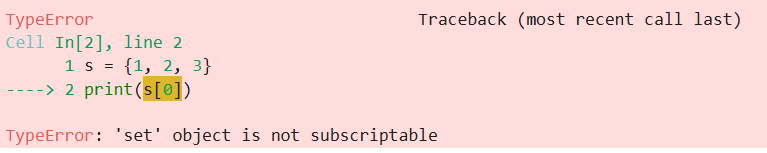 TypeError                                 Traceback (most recent call last)
Cell In[2], line 2
      1 s = {1, 2, 3}
----> 2 print(s[0])
TypeError: 'set' object is not subscriptable